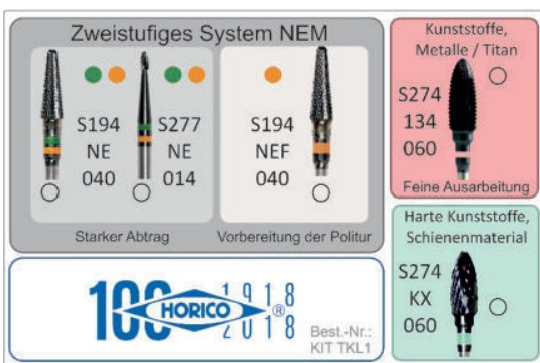 Zweistufiges System NEM
S194
NE
040
S277
NE
014
Starker Abtrag
S194
NEF
040
Vorbereitung der Politur
Kunststoffe,
Metalle / Titan
S274
134
060
Feine Ausarbeitung
Harte Kunststoffe,
Schienenmaterial
S274
KX
060
100
HORICO
®
1918
2018
Best.-Nr.:
KIT TKL1